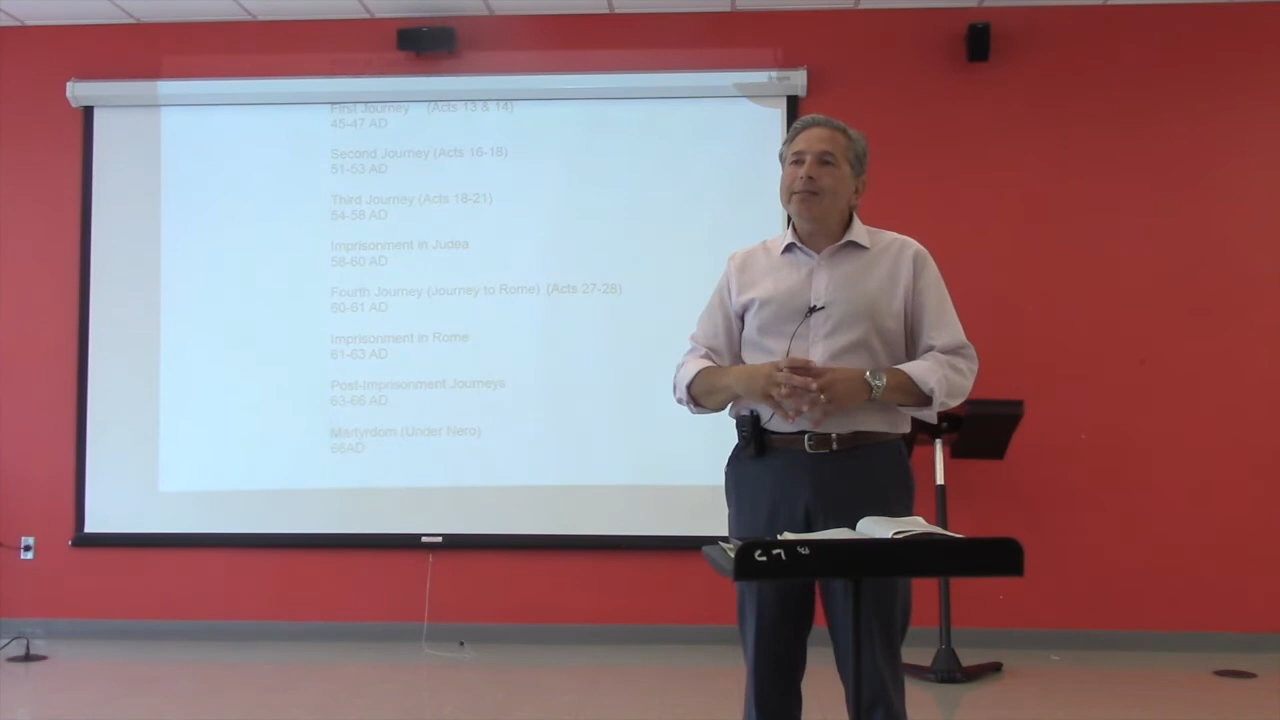 First Journey (Acts 13 & 14)
45-47 AD
Second Journey (Acts 16-18)
51-53 AD
Third Journey (Acts 18-21)
54-58 AD
Imprisonment in Judea
58-60 AD
Fourth Journey (Journey to Rome) (Acts 27-28)
60-61 AD
Imprisonment in Rome
61-63 AD
Post-Imprisonment Journeys
63-66 AD
Martyrdom (Under Nero)
66AD